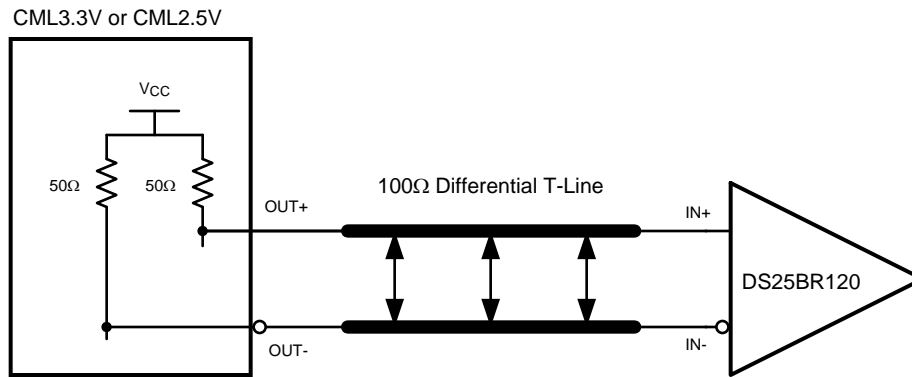 CML3.3V or CML2.5V
VCC
50Ω
50Ω
100Ω Differential T-Line
OUT+
IN+
DS25BR120
OUT-
IN-